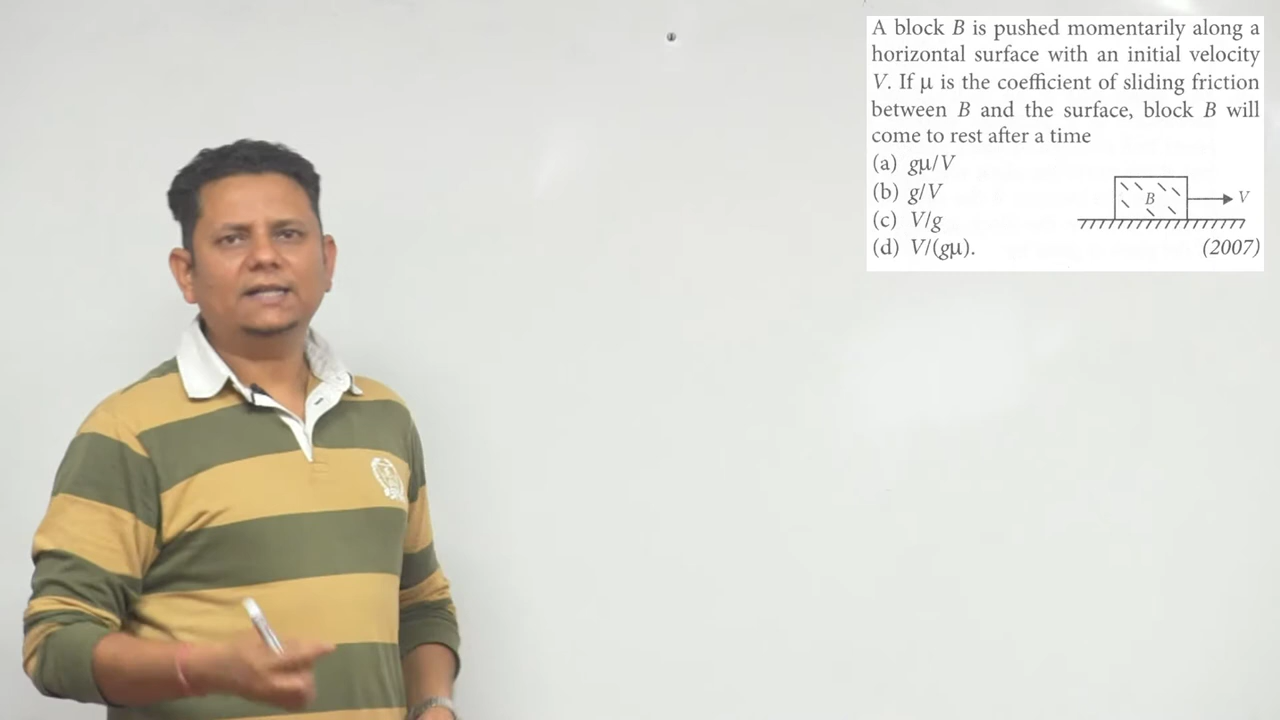 A block B is pushed momentarily along a
horizontal surface with an initial velocity
V. If μ is the coefficient of sliding friction
between B and the surface, block B will
come to rest after a time
(a) gμ/V
(b) g/V
(c) V/g
(d) V/(gμ).
B
V
(2007)